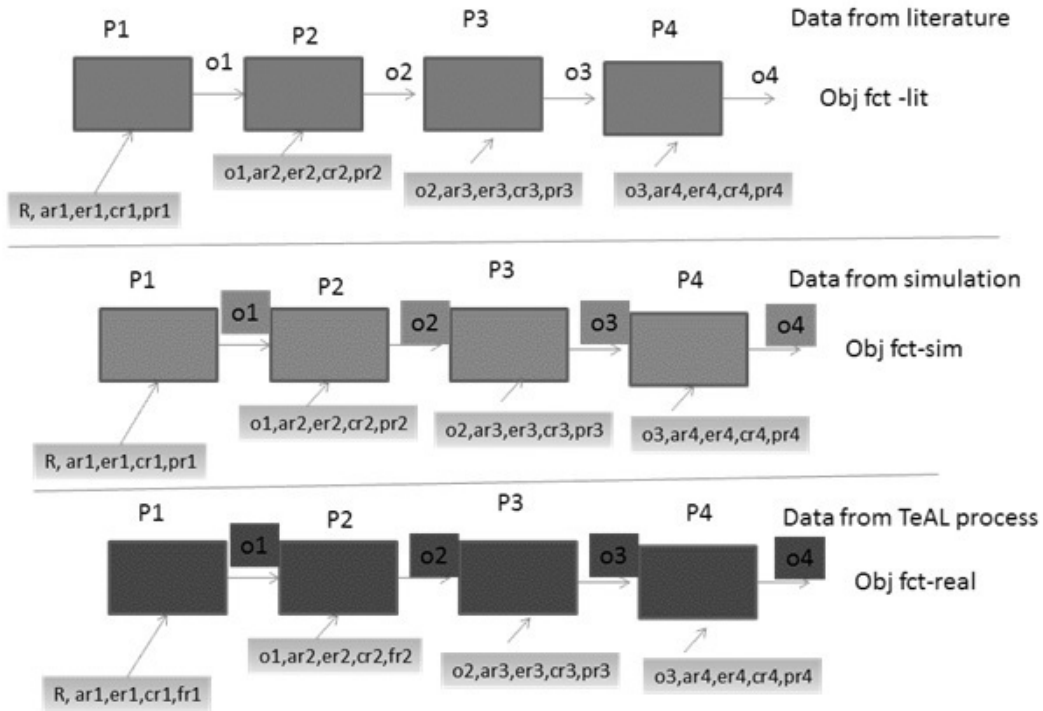 P1
P2
P3
P4
Data from literature
o1
o2
o3
o4
Obj fct -lit
R, ar1,er1,cr1,pr1
o1,ar2,er2,cr2,pr2
o2,ar3,er3,cr3,pr3
o3,ar4,er4,cr4,pr4
P1
P2
P3
P4
Data from simulation
o1
o2
o3
o4
Obj fct-sim
R, ar1,er1,cr1,pr1
o1,ar2,er2,cr2,pr2
o2,ar3,er3,cr3,pr3
o3,ar4,er4,cr4,pr4
P1
P2
P3
P4
Data from TeAL process
o1
o2
o3
o4
Obj fct-real
R, ar1,er1,cr1,fr1
o1,ar2,er2,cr2,fr2
o2,ar3,er3,cr3,pr3
o3,ar4,er4,cr4,pr4